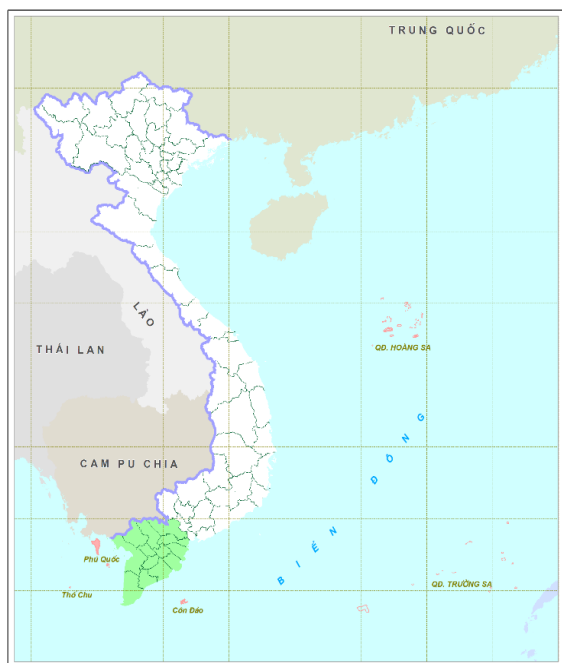 TRUNG QUỐC
LÀO
THÁI LAN
QĐ. HOÀNG SA
CAM PU CHIA
BIỂN ĐÔNG
Phú Quốc
QĐ. TRƯỜNG SA
Thổ Chu
Côn Đảo